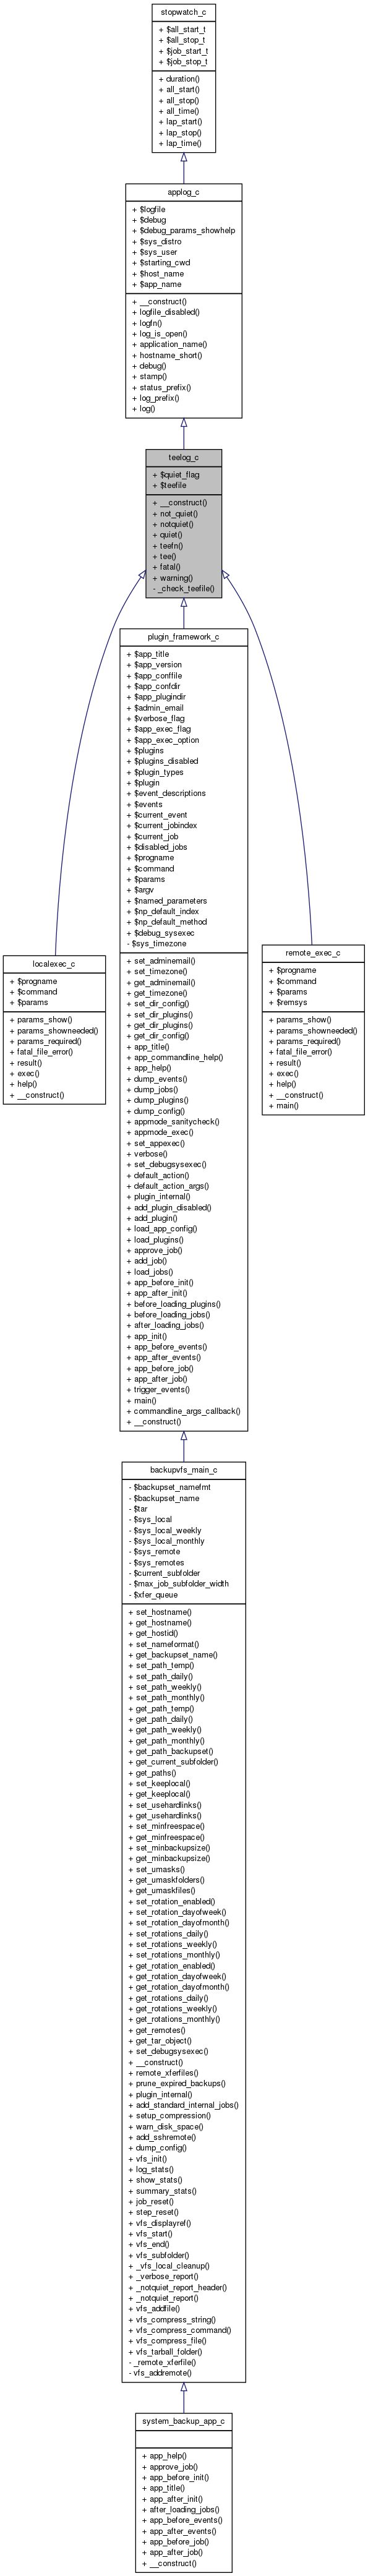 stopwatch_c
+ $all_start_t
+ $all_stop_t
+ $job_start_t
+ $job_stop_t
+ duration()
+ all_start()
+ all_stop()
+ all_time()
+ lap_start()
+ lap_stop()
+ lap_time()
applog_c
+ $logfile
+ $debug
+ $debug_params_showhelp
+ $sys_distro
+ $sys_user
+ $starting_cwd
+ $host_name
+ $app_name
+ __construct()
+ logfile_disabled()
+ logfn()
+ log_is_open()
+ application_name()
+ hostname_short()
+ debug()
+ stamp()
+ status_prefix()
+ log_prefix()
+ log()
teelog_c
+ $quiet_flag
+ $teefile
+ __construct()
+ not_quiet()
+ notquiet()
+ quiet()
+ teefn()
+ tee()
+ fatal()
+ warning()
- _check_teefile()
plugin_framework_c
+ $app_title
+ $app_version
+ $app_conffile
+ $app_confdir
+ $app_plugindir
+ $admin_email
+ $verbose_flag
+ $app_exec_flag
+ $app_exec_option
+ $plugins
+ $plugins_disabled
+ $plugin_types
+ $plugin
+ $event_descriptions
+ $events
+ $current_event
+ $current_jobindex
+ $current_job
+ $disabled_jobs
+ $progname
+ $command
+ $params
+ $argv
+ $named_parameters
+ $np_default_index
+ $np_default_method
+ $debug_sysexec
- $sys_timezone
+ set_adminemail()
+ set_timezone()
+ get_adminemail()
+ get_timezone()
+ set_dir_config()
+ set_dir_plugins()
+ get_dir_plugins()
+ get_dir_config()
+ app_title()
+ app_commandline_help()
+ app_help()
+ dump_events()
+ dump_jobs()
+ dump_plugins()
+ dump_config()
+ appmode_sanitycheck()
+ appmode_exec()
+ set_appexec()
+ verbose()
+ set_debugsysexec()
+ default_action()
+ default_action_args()
+ plugin_internal()
+ add_plugin_disabled()
+ add_plugin()
+ load_app_config()
+ load_plugins()
+ approve_job()
+ add_job()
+ load_jobs()
+ app_before_init()
+ app_after_init()
+ before_loading_plugins()
+ before_loading_jobs()
+ after_loading_jobs()
+ app_init()
+ app_before_events()
+ app_after_events()
+ app_before_job()
+ app_after_job()
+ trigger_events()
+ main()
+ commandline_args_callback()
+ __construct()
localexec_c
+ $progname
+ $command
+ $params
+ params_show()
+ params_showneeded()
+ params_required()
+ fatal_file_error()
+ result()
+ exec()
+ help()
+ __construct()
remote_exec_c
+ $progname
+ $command
+ $params
+ $remsys
+ params_show()
+ params_showneeded()
+ params_required()
+ fatal_file_error()
+ result()
+ exec()
+ help()
+ __construct()
+ main()
backupvfs_main_c
- $backupset_namefmt
- $backupset_name
- $tar
- $sys_local
- $sys_local_weekly
- $sys_local_monthly
- $sys_remote
- $sys_remotes
- $current_subfolder
- $max_job_subfolder_width
- $xfer_queue
+ set_hostname()
+ get_hostname()
+ get_hostid()
+ set_nameformat()
+ get_backupset_name()
+ set_path_temp()
+ set_path_daily()
+ set_path_weekly()
+ set_path_monthly()
+ get_path_temp()
+ get_path_daily()
+ get_path_weekly()
+ get_path_monthly()
+ get_path_backupset()
+ get_current_subfolder()
+ get_paths()
+ set_keeplocal()
+ get_keeplocal()
+ set_usehardlinks()
+ get_usehardlinks()
+ set_minfreespace()
+ get_minfreespace()
+ set_minbackupsize()
+ get_minbackupsize()
+ set_umasks()
+ get_umaskfolders()
+ get_umaskfiles()
+ set_rotation_enabled()
+ set_rotation_dayofweek()
+ set_rotation_dayofmonth()
+ set_rotations_daily()
+ set_rotations_weekly()
+ set_rotations_monthly()
+ get_rotation_enabled()
+ get_rotation_dayofweek()
+ get_rotation_dayofmonth()
+ get_rotations_daily()
+ get_rotations_weekly()
+ get_rotations_monthly()
+ get_remotes()
+ get_tar_object()
+ set_debugsysexec()
+ __construct()
+ remote_xferfiles()
+ prune_expired_backups()
+ plugin_internal()
+ add_standard_internal_jobs()
+ setup_compression()
+ warn_disk_space()
+ add_sshremote()
+ dump_config()
+ vfs_init()
+ log_stats()
+ show_stats()
+ summary_stats()
+ job_reset()
+ step_reset()
+ vfs_displayref()
+ vfs_start()
+ vfs_end()
+ vfs_subfolder()
+ _vfs_local_cleanup()
+ _verbose_report()
+ _notquiet_report_header()
+ _notquiet_report()
+ vfs_addfile()
+ vfs_compress_string()
+ vfs_compress_command()
+ vfs_compress_file()
+ vfs_tarball_folder()
- _remote_xferfile()
- vfs_addremote()
system_backup_app_c
+ app_help()
+ approve_job()
+ app_before_init()
+ app_title()
+ app_after_init()
+ after_loading_jobs()
+ app_before_events()
+ app_after_events()
+ app_before_job()
+ app_after_job()
+ __construct()